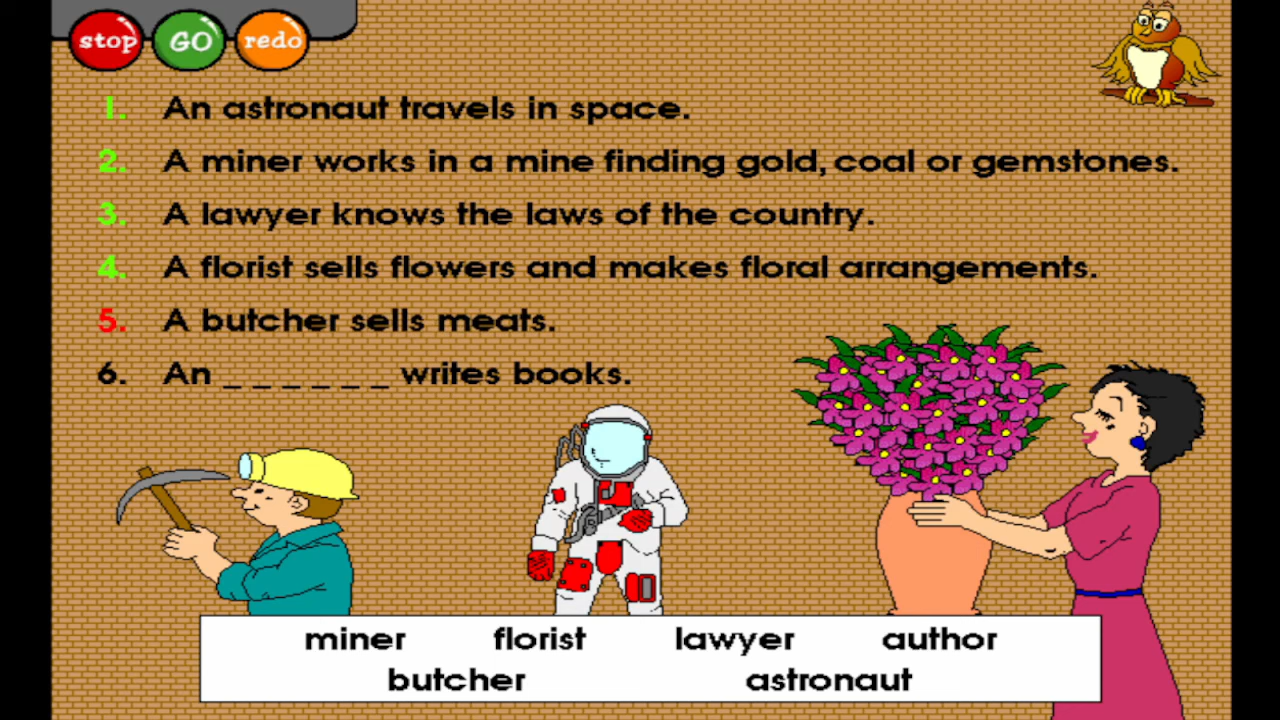 stop GO redo
1. An astronaut travels in space.
2. A miner works in a mine finding gold, coal or gemstones.
3. A lawyer knows the laws of the country.
4. A florist sells flowers and makes floral arrangements.
5. A butcher sells meats.
6. An _ _ _ _ _ _ writes books.
miner florist lawyer author
butcher astronaut